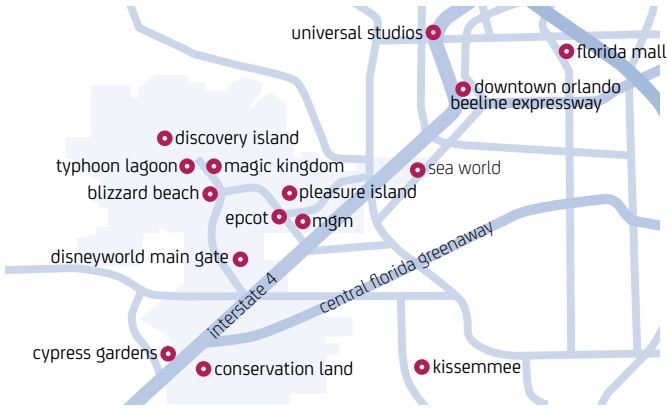 universal studios
florida mall
downtown orlando
beeline expressway
discovery island
typhoon lagoon
magic kingdom
sea world
blizzard beach
pleasure island
epcot
mgm
disneyworld main gate
central florida greenaway
interstate 4
cypress gardens
conservation land
kissemmee